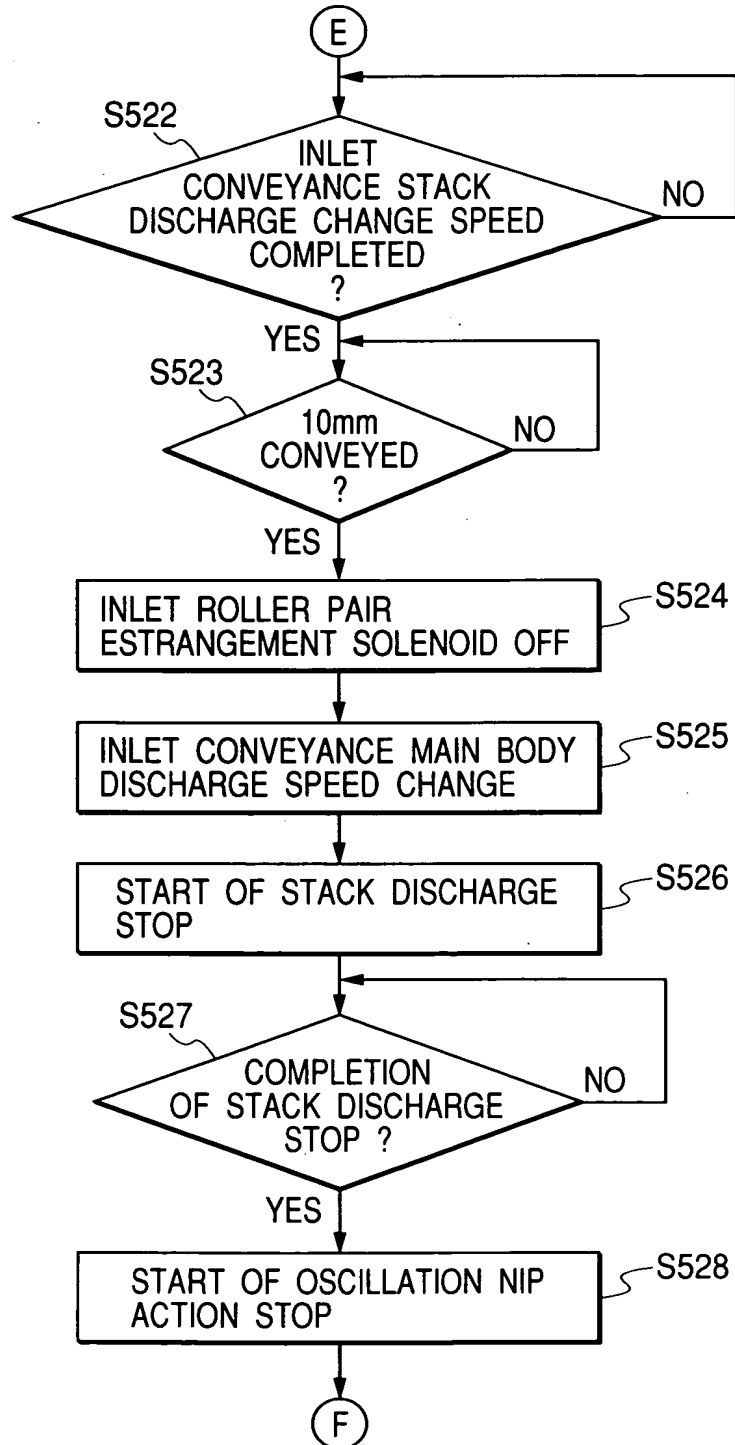 E
S522
INLET
CONVEYANCE STACK
DISCHARGE CHANGE SPEED
COMPLETED
?
NO
YES
S523
10mm
CONVEYED
?
NO
YES
INLET ROLLER PAIR
ESTRANGEMENT SOLENOID OFF
S524
INLET CONVEYANCE MAIN BODY
DISCHARGE SPEED CHANGE
S525
START OF STACK DISCHARGE
STOP
S526
S527
COMPLETION
OF STACK DISCHARGE
STOP ?
NO
YES
START OF OSCILLATION NIP
ACTION STOP
S528
F